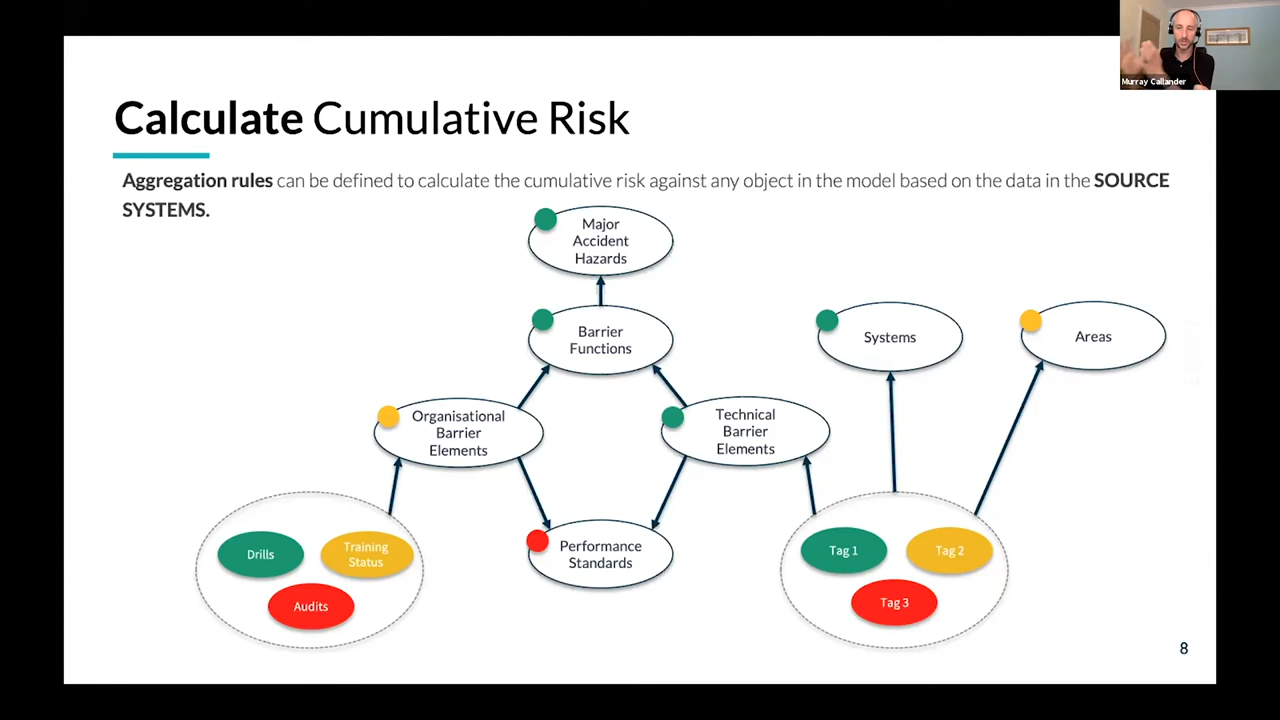 Murray Callander
Calculate Cumulative Risk
Aggregation rules can be defined to calculate the cumulative risk against any object in the model based on the data in the SOURCE
SYSTEMS.
Major
Accident
Hazards
Barrier
Functions
Systems
Areas
Organisational
Barrier
Elements
Technical
Barrier
Elements
Drills
Training
Status
Audits
Performance
Standards
Tag 1
Tag 2
Tag 3
8